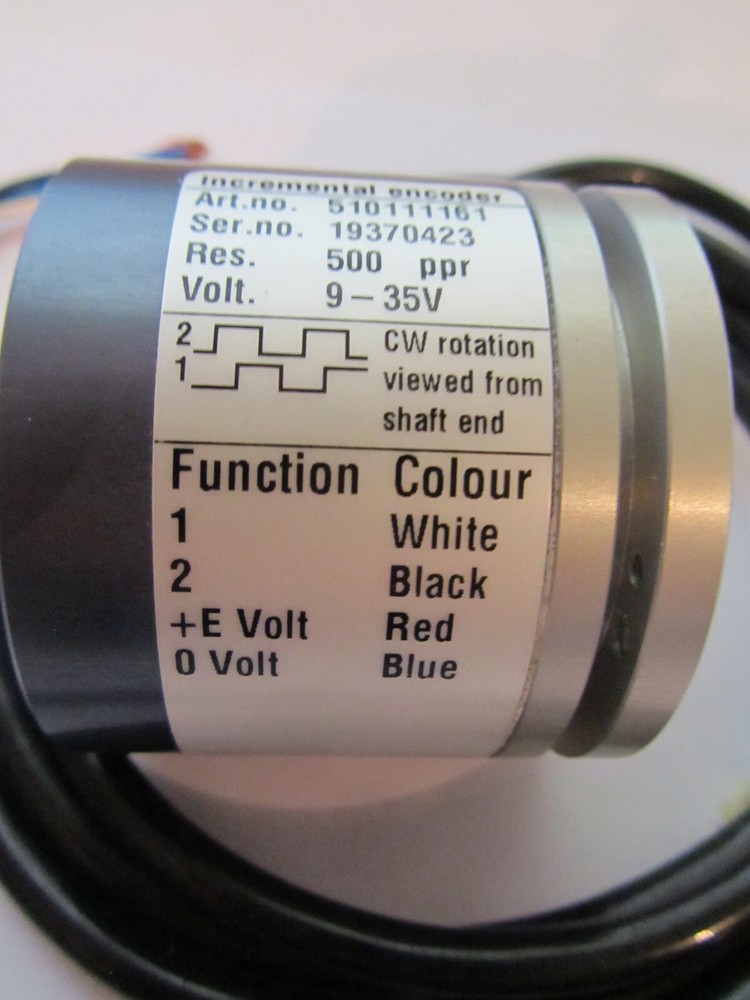 Incremental encoder
Art.no. 510111161
Ser.no. 19370423
Res. 500 ppr
Volt. 9-35V
2 CW rotation
1 viewed from
shaft end
Function Colour
1 White
2 Black
+E Volt Red
0 Volt Blue